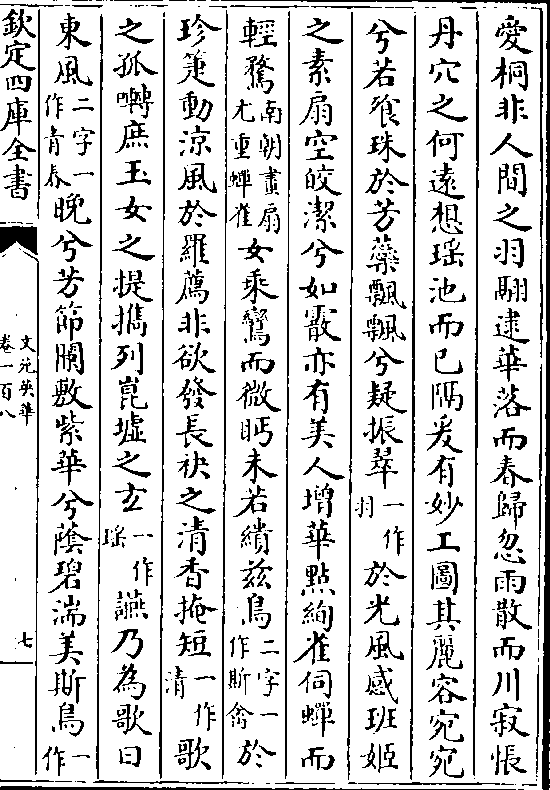 愛桐非人間之羽翮逮華落而春歸忽雨散而川寂悵
丹穴之何遠想瑶池而已隔爰有妙工圖其麗容宛宛
兮若飡珠於芳蘂飄飄兮疑振翠一作羽於光風感班姬
之素扇空皎潔兮如霰亦有美人增華點絢雀伺蟬而
輕鶩南朝畫扇尤重蟬雀女乘鸞而微眄未若繢兹鳥二字一作斯禽於
珍箑動涼風於羅薦非欲發長袂之清香掩短一作清歌
之孤囀庶玉女之提攜列崑墟之玄一作瑶讌乃為歌曰
東風二字一作青春晚兮芳節闌敷紫華兮蔭碧湍美斯鳥一作
欽定四庫全書
文苑英華
卷一百八
七